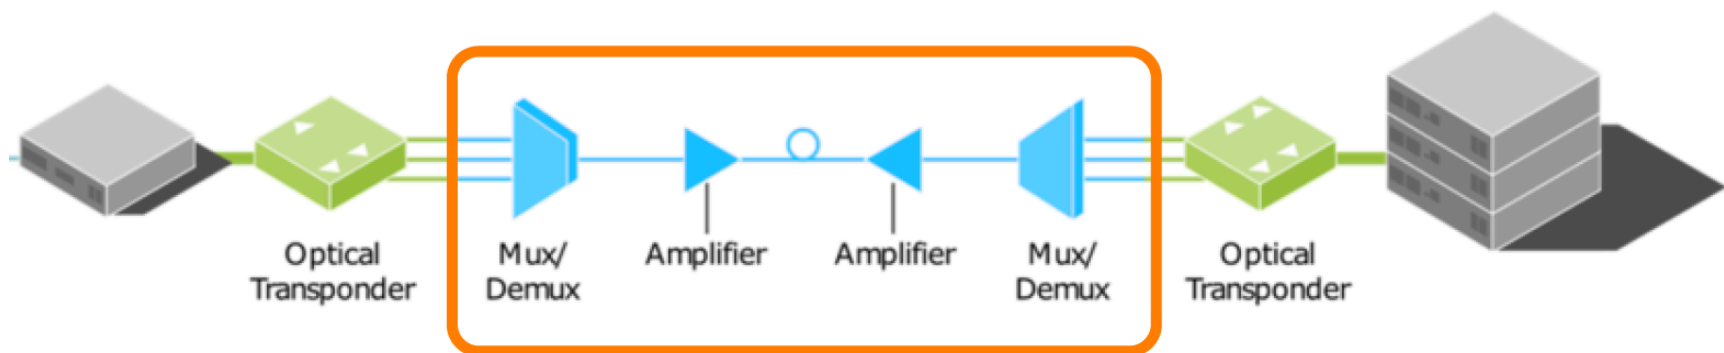 Optical
Transponder
Mux/
Demux
Amplifier
Amplifier
Mux/
Demux
Optical
Transponder